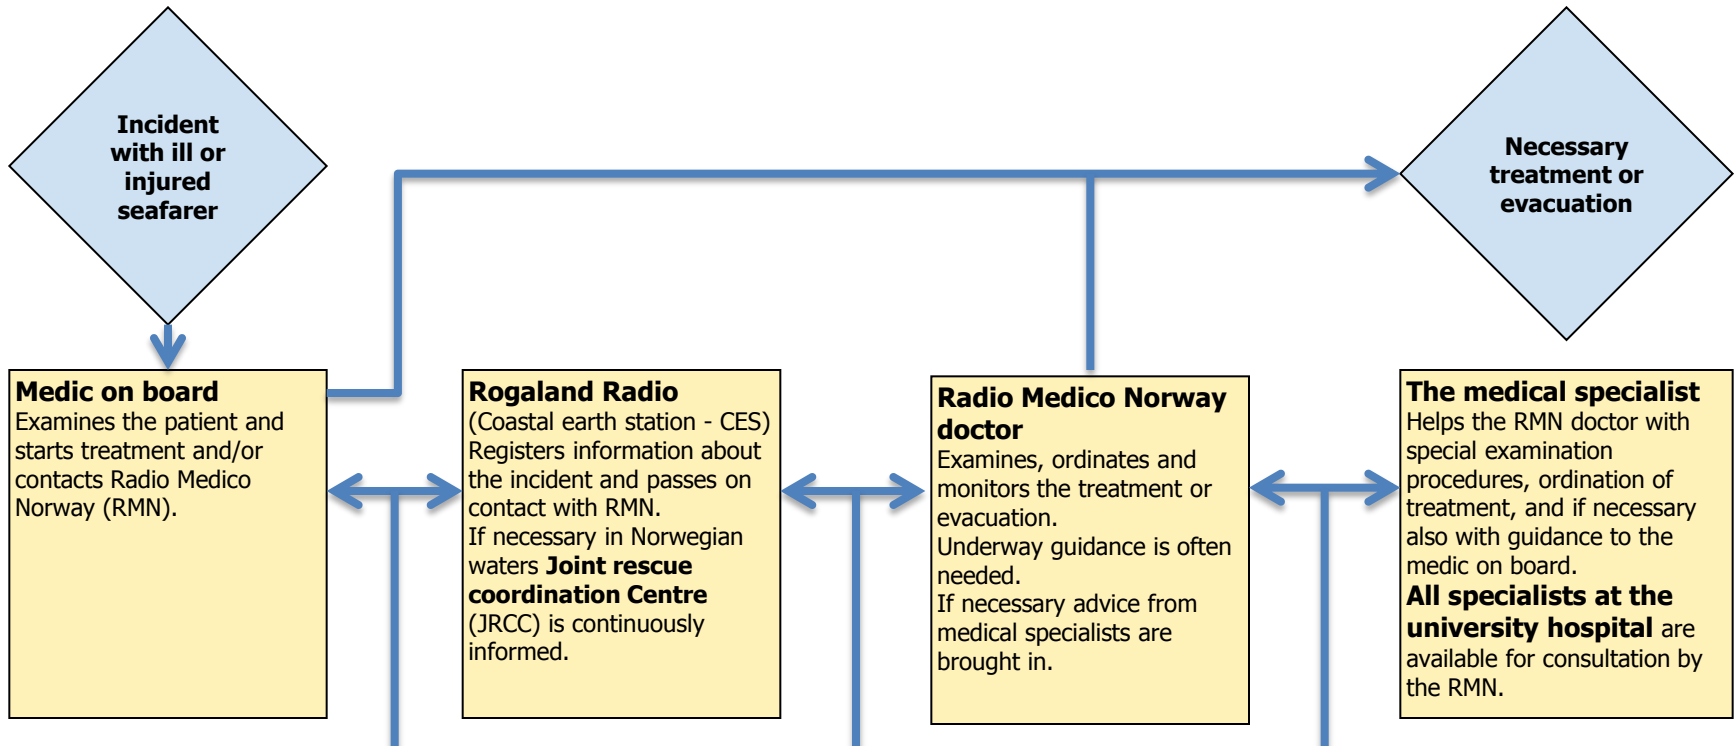 Incident
with ill or
injured
seafarer
Necessary
treatment or
evacuation
Medic on board
Examines the patient and
starts treatment and/or
contacts Radio Medico
Norway (RMN).
Rogaland Radio
(Coastal earth station - CES)
Registers information about
the incident and passes on
contact with RMN.
If necessary in Norwegian
waters Joint rescue
coordination Centre
(JRCC) is continuously
informed.
Radio Medico Norway
doctor
Examines, ordinates and
monitors the treatment or
evacuation.
Underway guidance is often
needed.
If necessary advice from
medical specialists are
brought in.
The medical specialist
Helps the RMN doctor with
special examination
procedures, ordination of
treatment, and if necessary
also with guidance to the
medic on board.
All specialists at the
university hospital are
available for consultation by
the RMN.